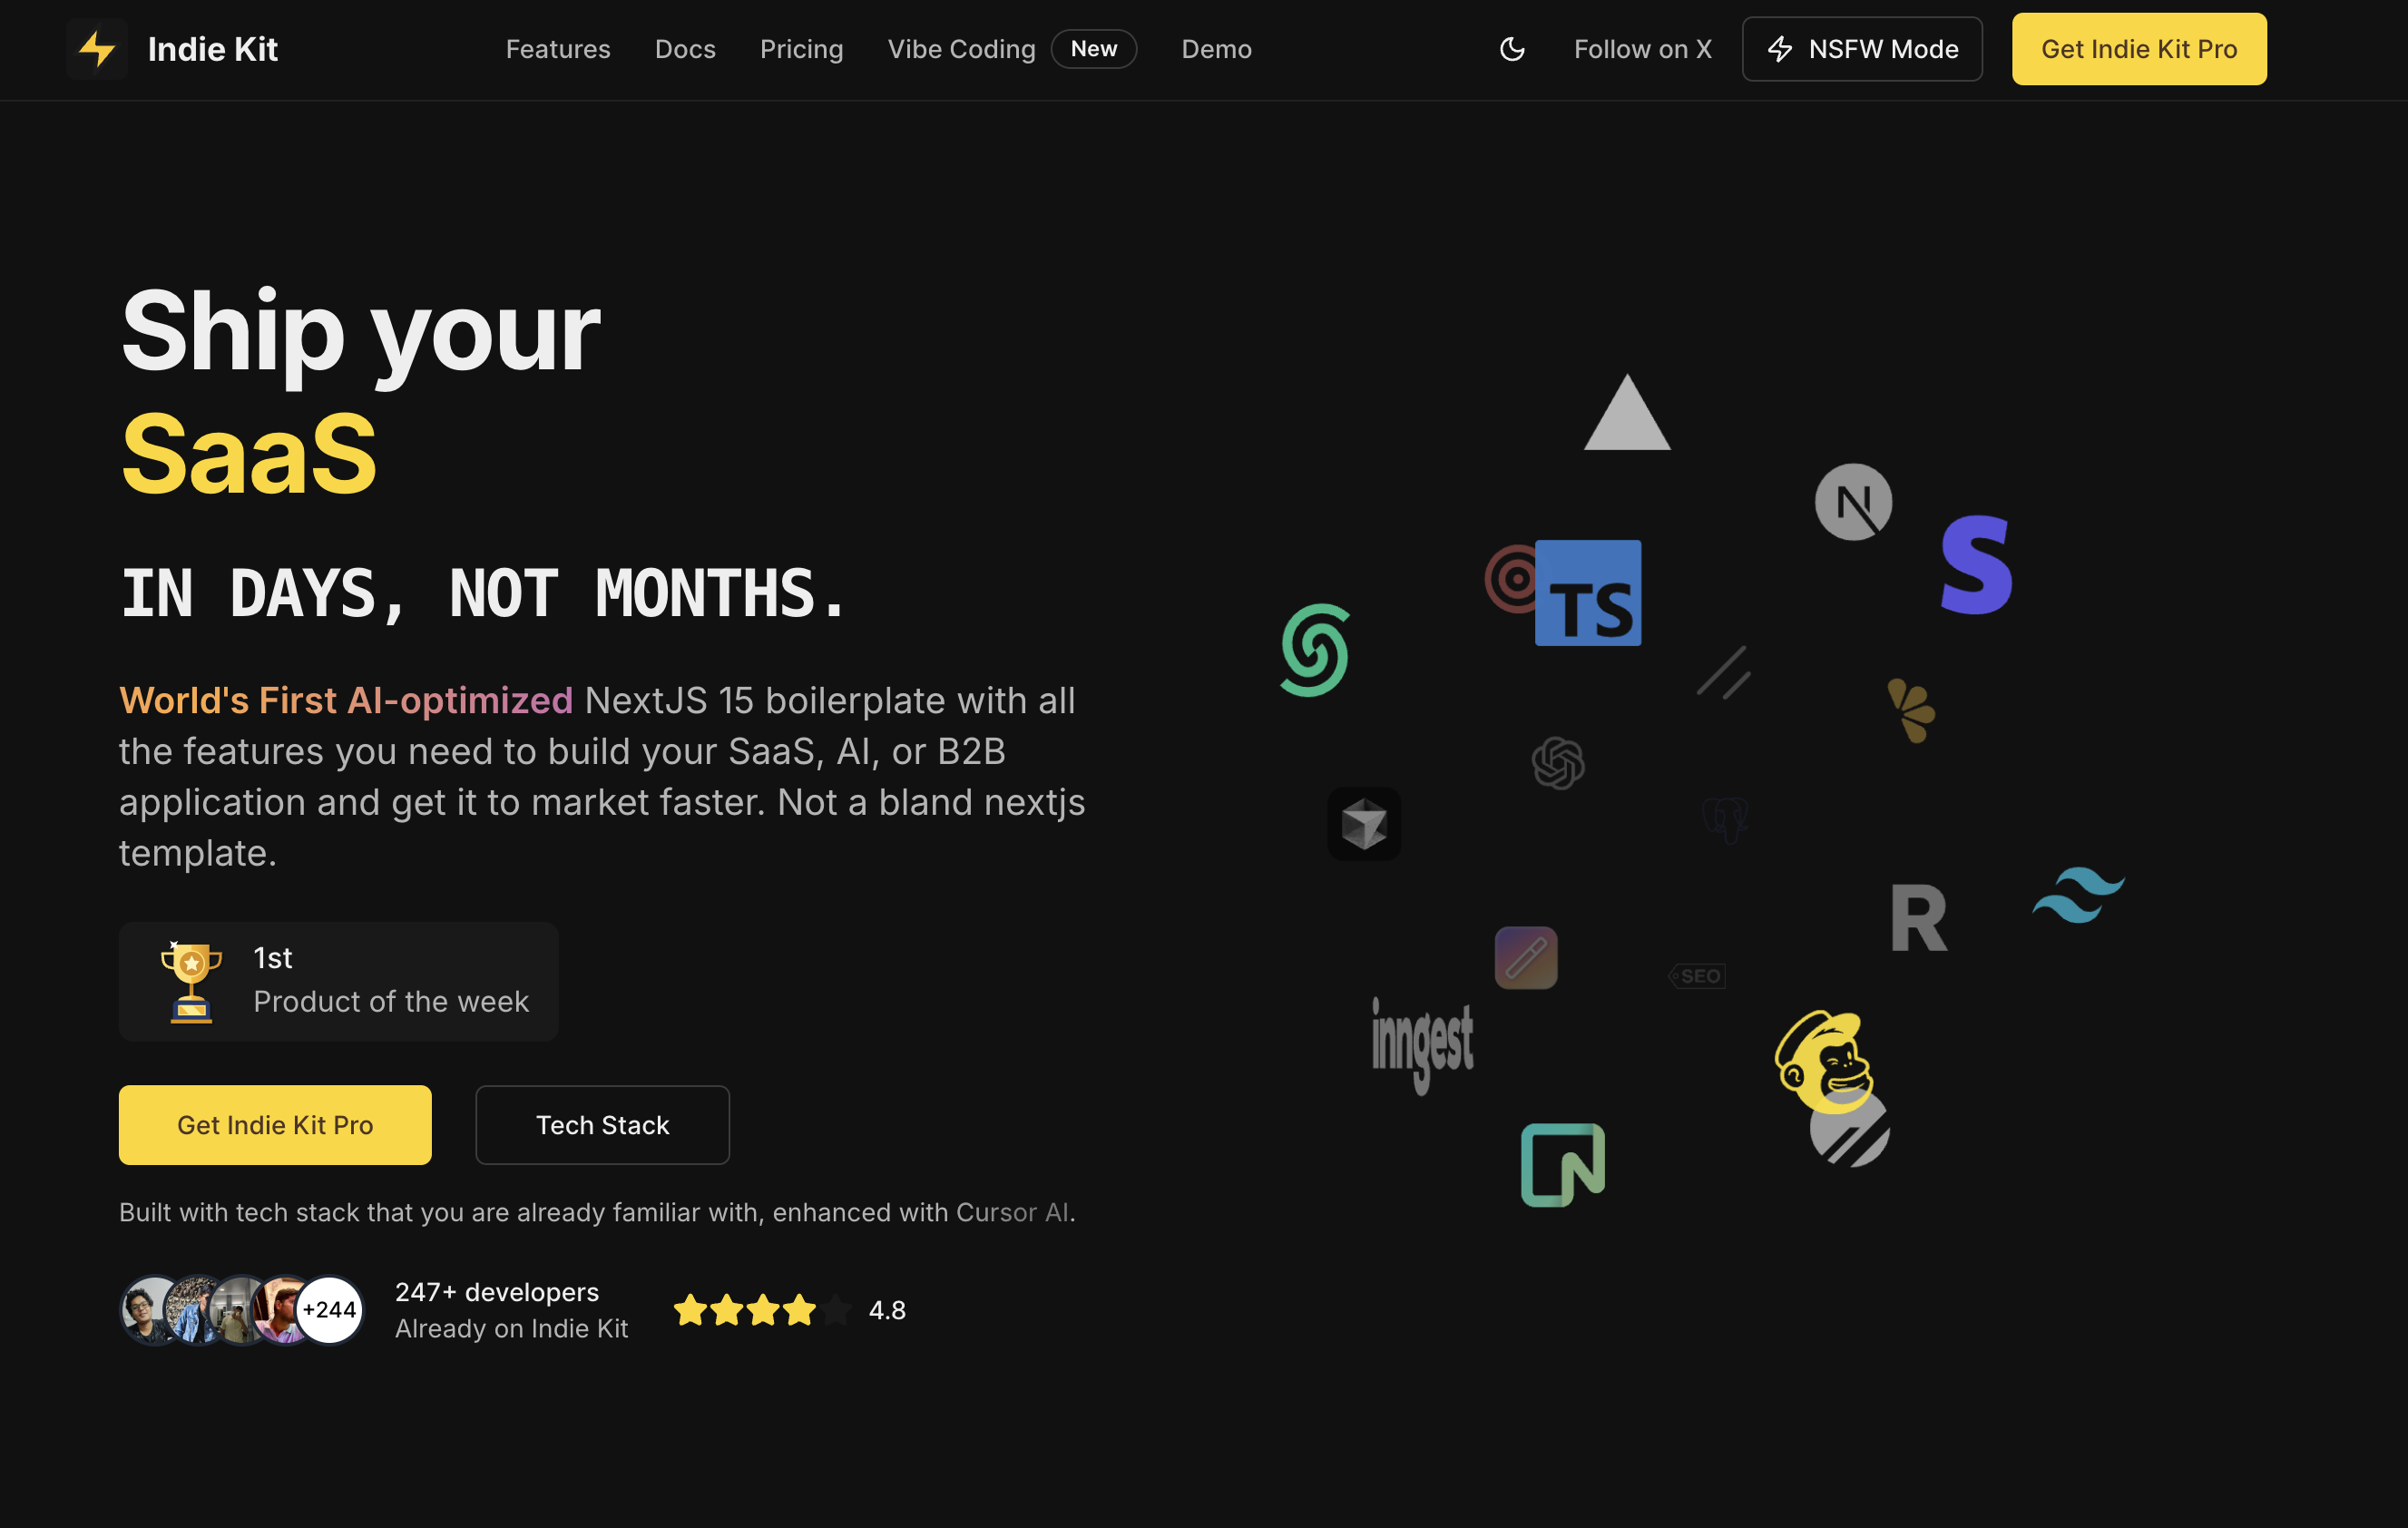 Indie Kit
Features
Docs
Pricing
Vibe Coding
New
Demo
Follow on X
NSFW Mode
Get Indie Kit Pro
Ship your
SaaS
IN DAYS, NOT MONTHS.
World's First AI-optimized NextJS 15 boilerplate with all
the features you need to build your SaaS, AI, or B2B
application and get it to market faster. Not a bland nextjs
template.
1st
Product of the week
Get Indie Kit Pro
Tech Stack
Built with tech stack that you are already familiar with, enhanced with Cursor AI.
+244
247+ developers
Already on Indie Kit
4.8
N
S
TS
R
SEO
inngest